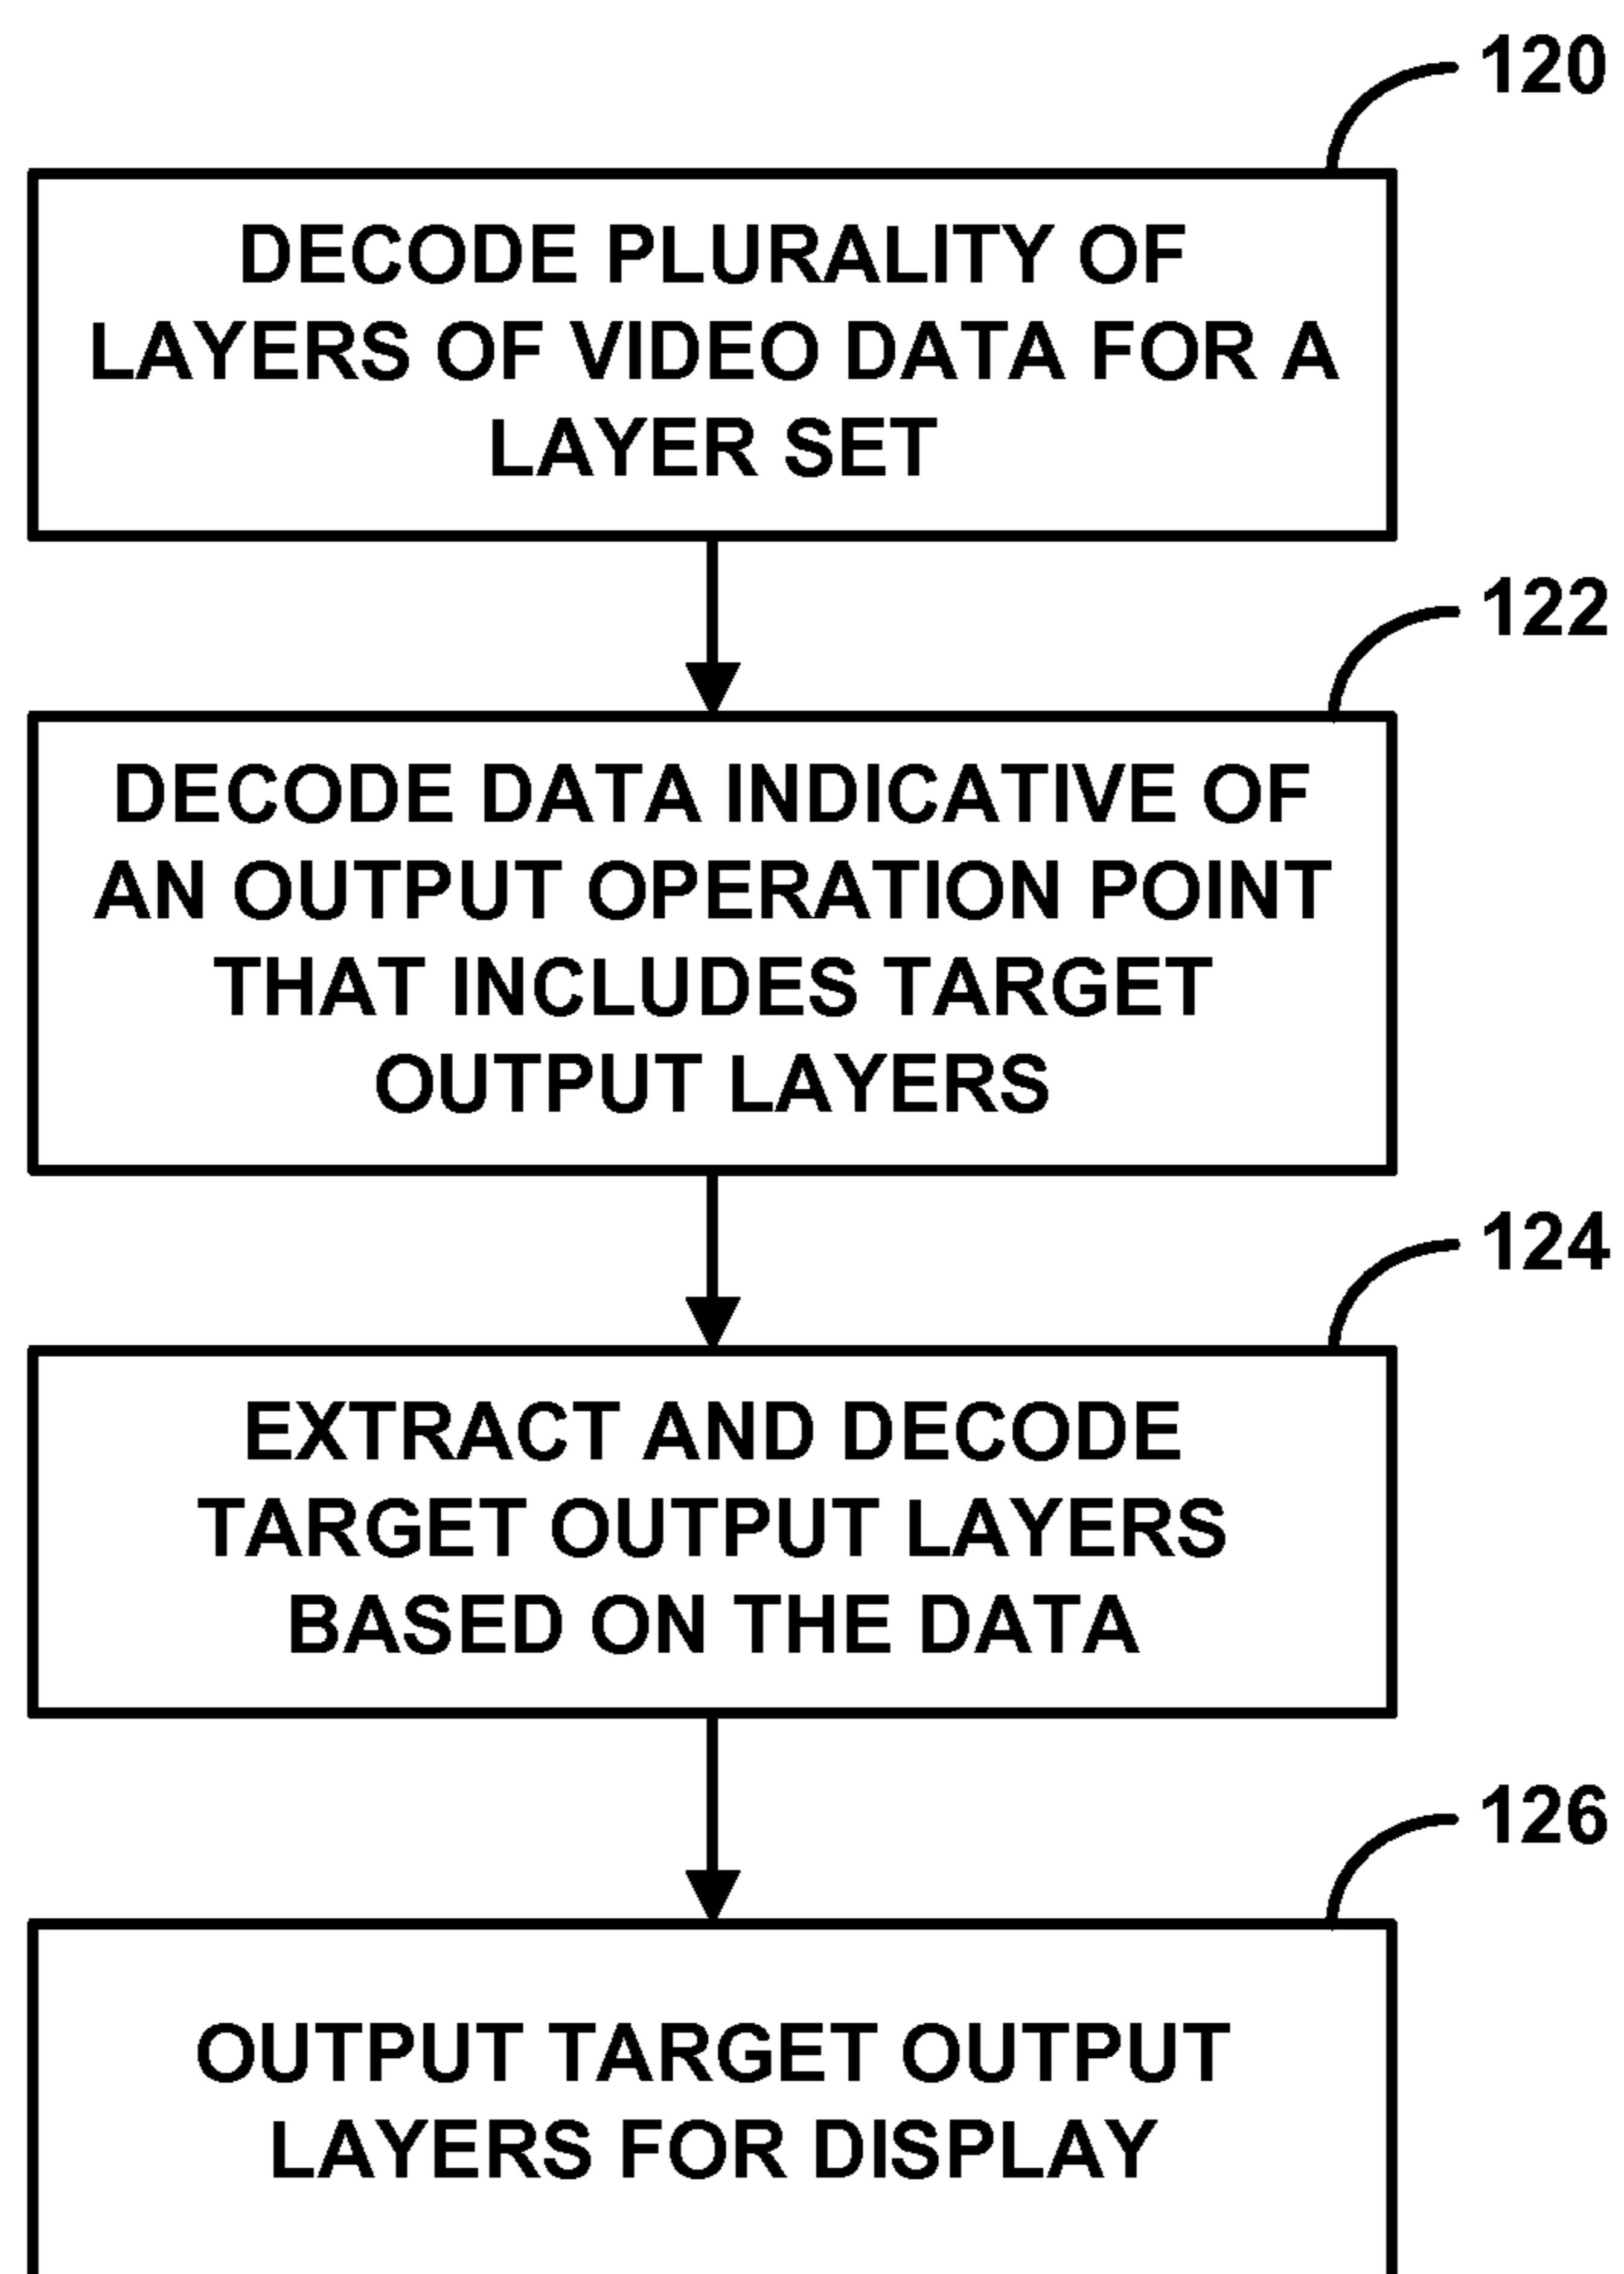 120
DECODE PLURALITY OF
LAYERS OF VIDEO DATA FOR A
LAYER SET
122
DECODE DATA INDICATIVE OF
AN OUTPUT OPERATION POINT
THAT INCLUDES TARGET
OUTPUT LAYERS
124
EXTRACT AND DECODE
TARGET OUTPUT LAYERS
BASED ON THE DATA
126
OUTPUT TARGET OUTPUT
LAYERS FOR DISPLAY